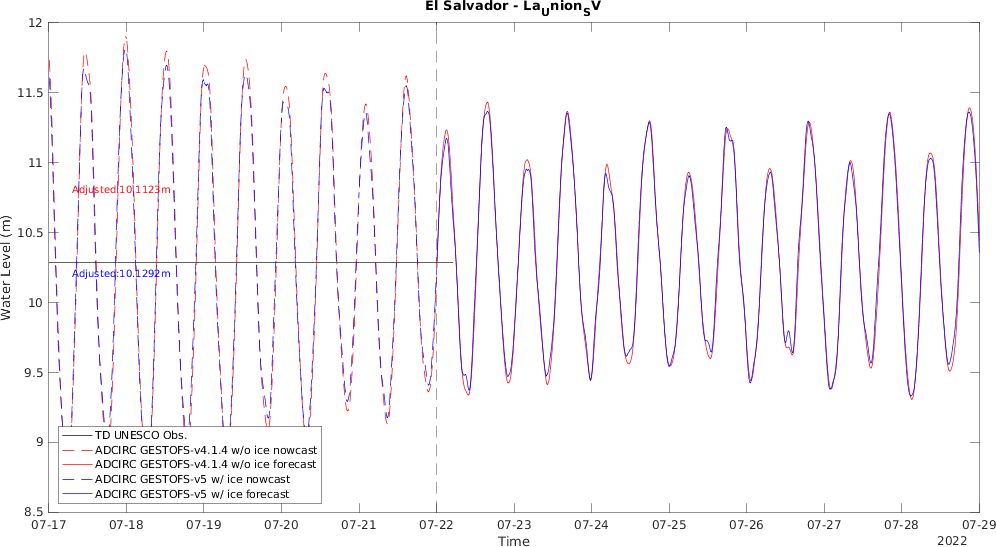 El Salvador - LaUnionSV
12
11.5
11
10.5
10
9.5
9
8.5
Water Level (m)
Adjusted:10.1123m
Adjusted:10.1292m
TD UNESCO Obs.
ADCIRC GESTOFS-v4.1.4 w/o ice nowcast
ADCIRC GESTOFS-v4.1.4 w/o ice forecast
ADCIRC GESTOFS-v5 w/ ice nowcast
ADCIRC GESTOFS-v5 w/ ice forecast
07-17 07-18 07-19 07-20 07-21 07-22 07-23 07-24 07-25 07-26 07-27 07-28 07-29
Time
2022